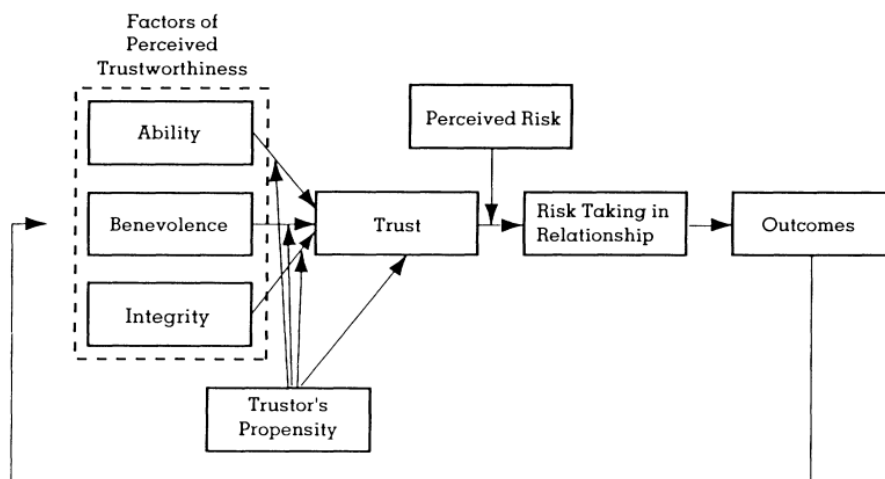 Factors of
Perceived
Trustworthiness
Ability
Benevolence
Integrity
Trustor's
Propensity
Trust
Perceived Risk
Risk Taking in
Relationship
Outcomes